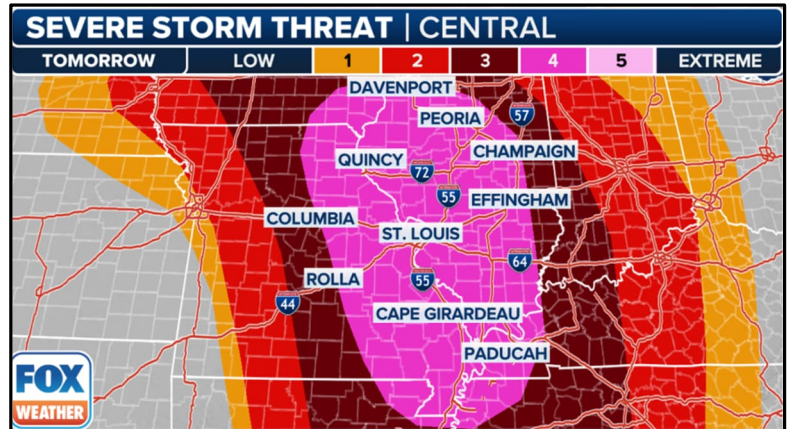 SEVERE STORM THREAT | CENTRAL
TOMORROW LOW 1 2 3 4 5 EXTREME
DAVENPORT
PEORIA
57
QUINCY
72
CHAMPAIGN
55
EFFINGHAM
COLUMBIA
ST. LOUIS
64
ROLLA
55
44
CAPE GIRARDEAU
PADUCAH
FOX
WEATHER